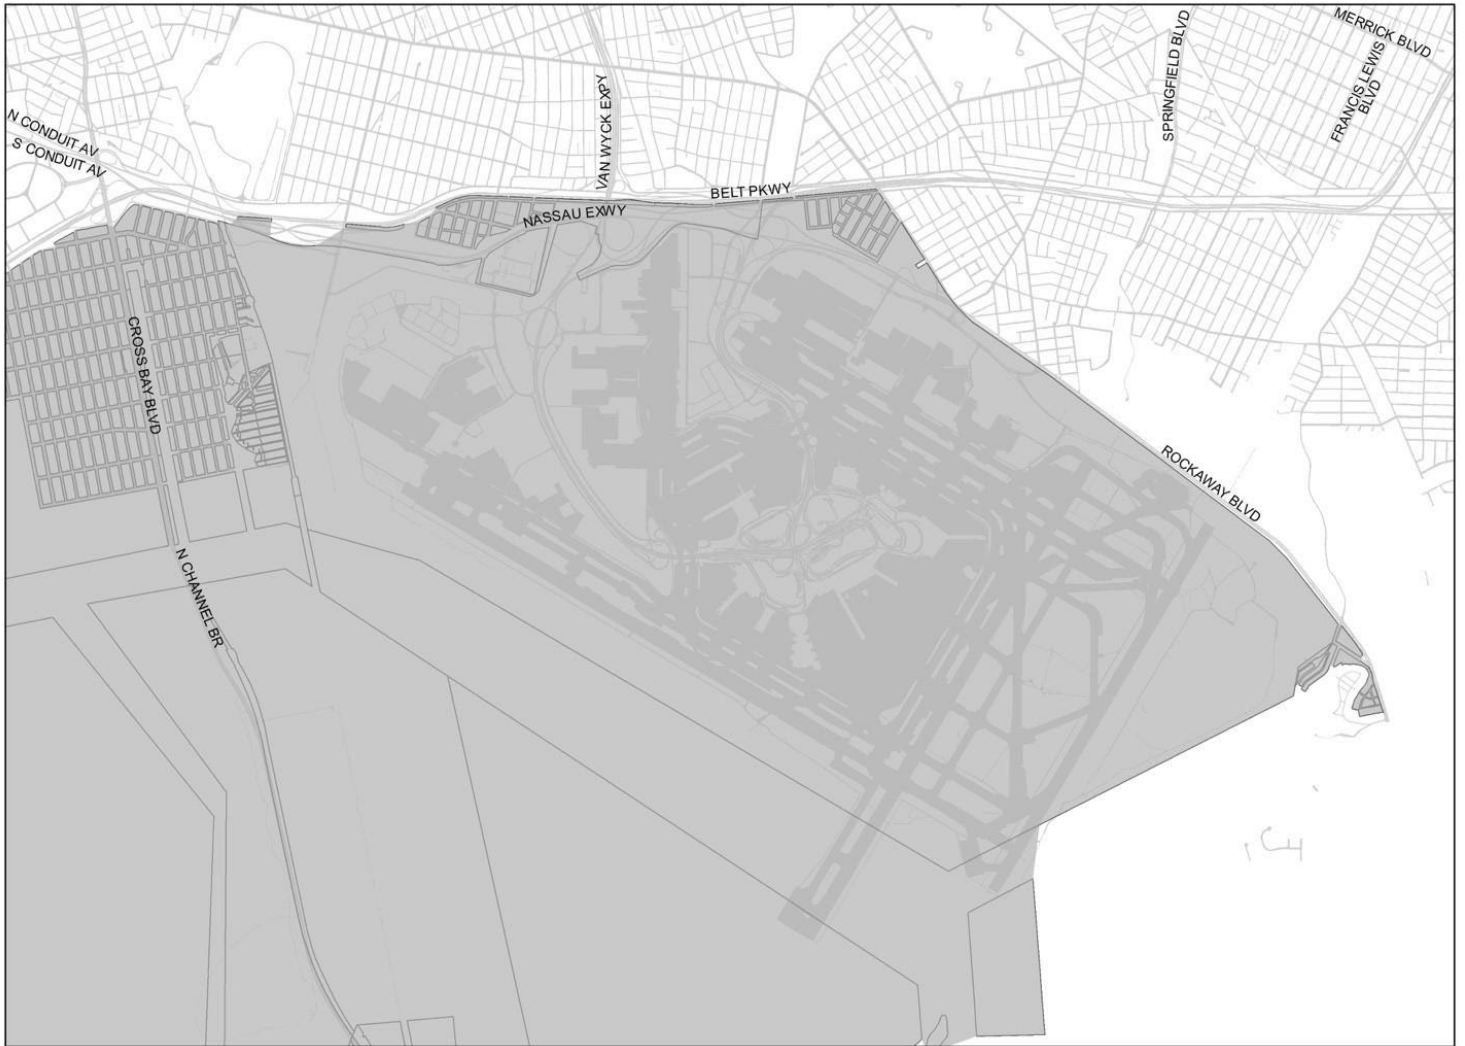 MERRICK BLVD
FRANCIS LEWIS
BLVD
SPRINGFIELD BLVD
VAN WYCK EXPY
N CONDUIT AV
S CONDUIT AV
BELT PKWY
NASSAU EXWY
CROSS BAY BLVD
ROCKAWAY BLVD
N CHANNEL BR